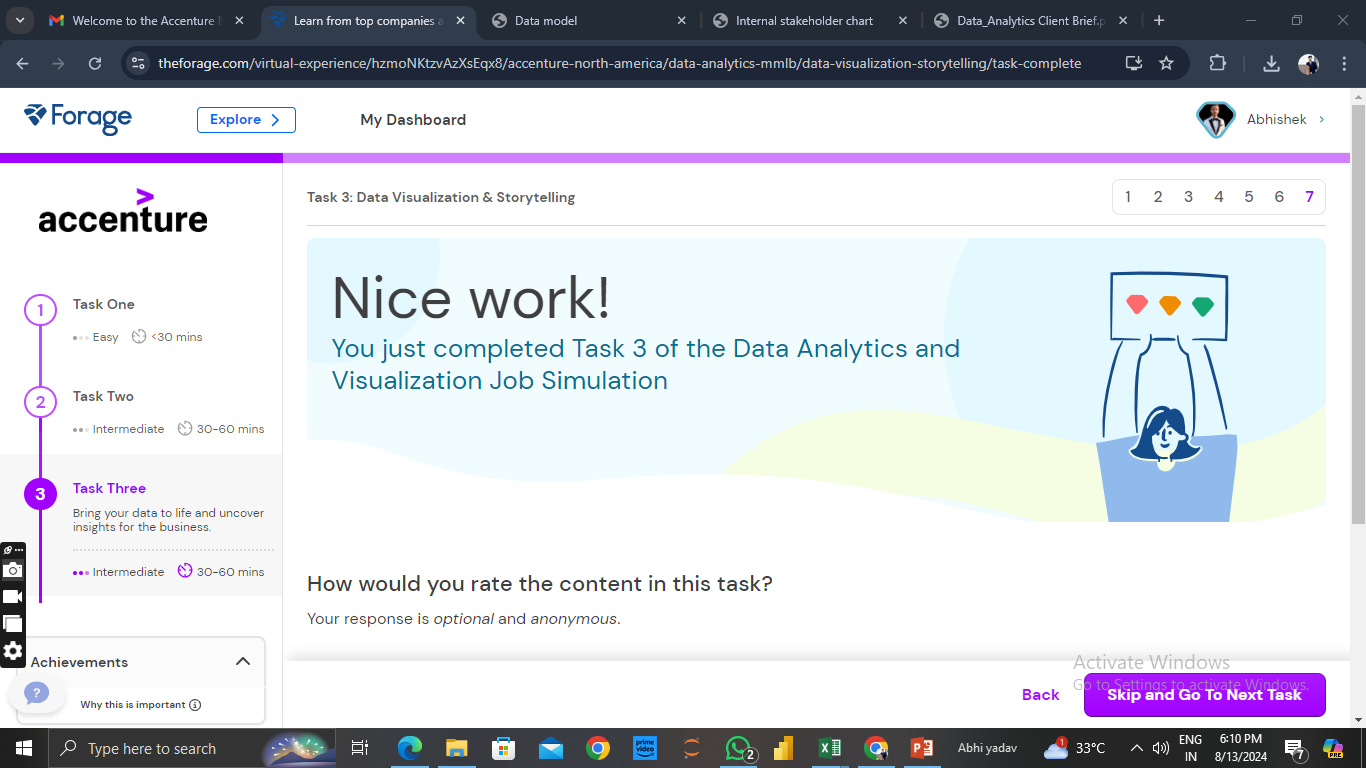 Welcome to the Accenture N
Learn from top companies a
Data model
Internal stakeholder chart
Data_Analytics Client Brief.p
theforage.com/virtual-experience/hzmoNKtzvAzXsEqx8/accenture-north-america/data-analytics-mmlb/data-visualization-storytelling/task-complete
Forage
Explore
My Dashboard
Abhishek
accenture
Task 3: Data Visualization & Storytelling
1 2 3 4 5 6 7
Nice work!
You just completed Task 3 of the Data Analytics and
Visualization Job Simulation
1
Task One
Easy <30 mins
2
Task Two
Intermediate 30-60 mins
3
Task Three
Bring your data to life and uncover
insights for the business.
Intermediate 30-60 mins
Achievements
Why this is important
?
How would you rate the content in this task?
Your response is optional and anonymous.
Activate Windows
Go to Settings to activate Windows.
Back
Skip and Go To Next Task
Type here to search
prime
video
2
Abhi yadav
1
33°C
ENG
IN
6:10 PM
8/13/2024
7
PRE